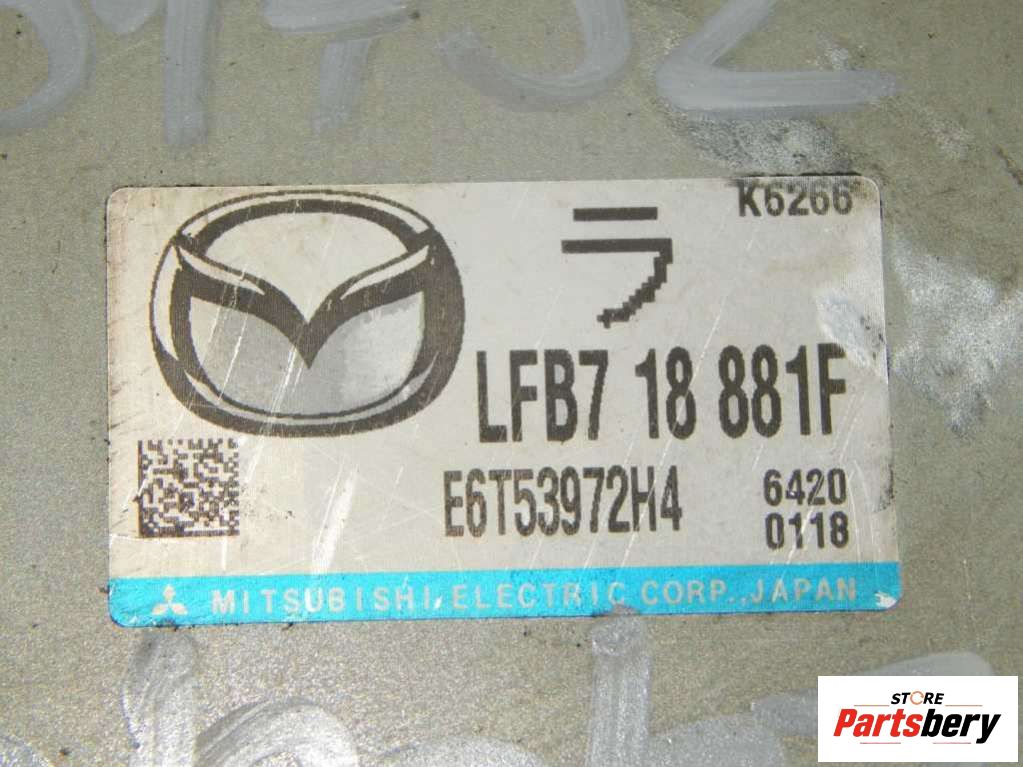 K6266
ラ
LFB7 18 881F
E6T53972H4
6420
0118
MITSUBISHI ELECTRIC CORP., JAPAN
STORE
Partsbery